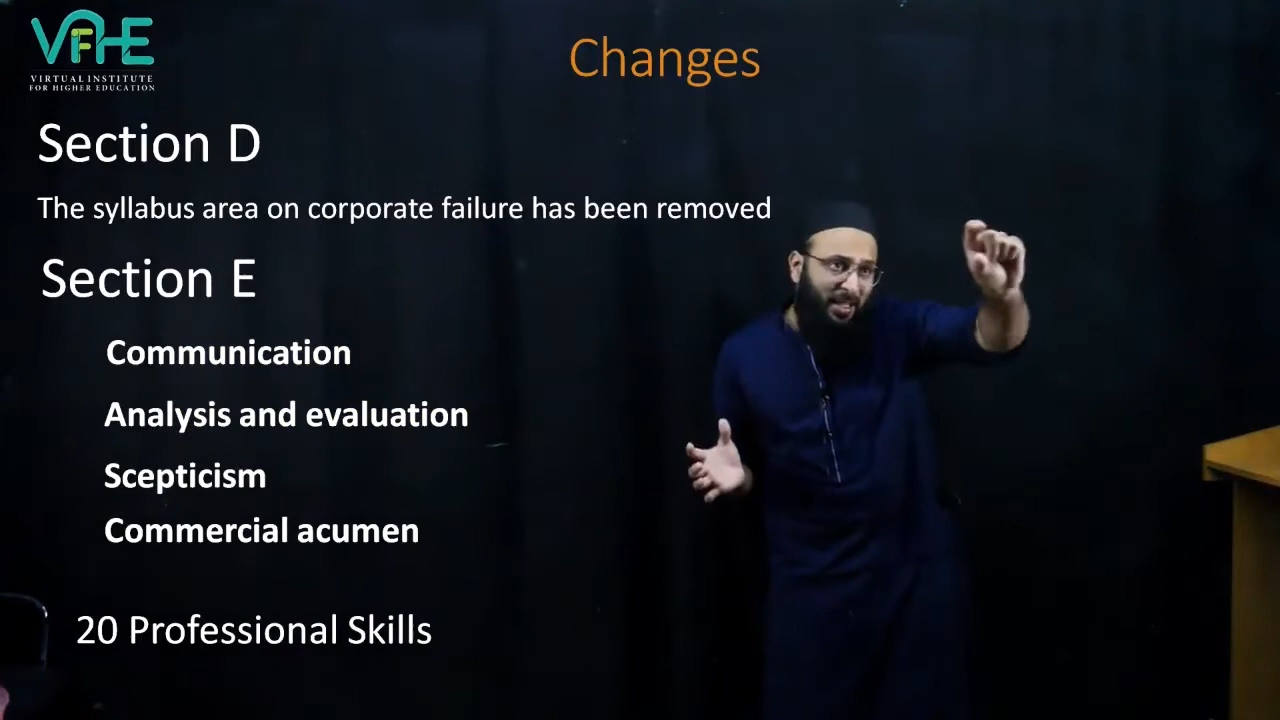 VIFHE
VIRTUAL INSTITUTE
FOR HIGHER EDUCATION
Changes
Section D
The syllabus area on corporate failure has been removed
Section E
Communication
Analysis and evaluation
Scepticism
Commercial acumen
20 Professional Skills